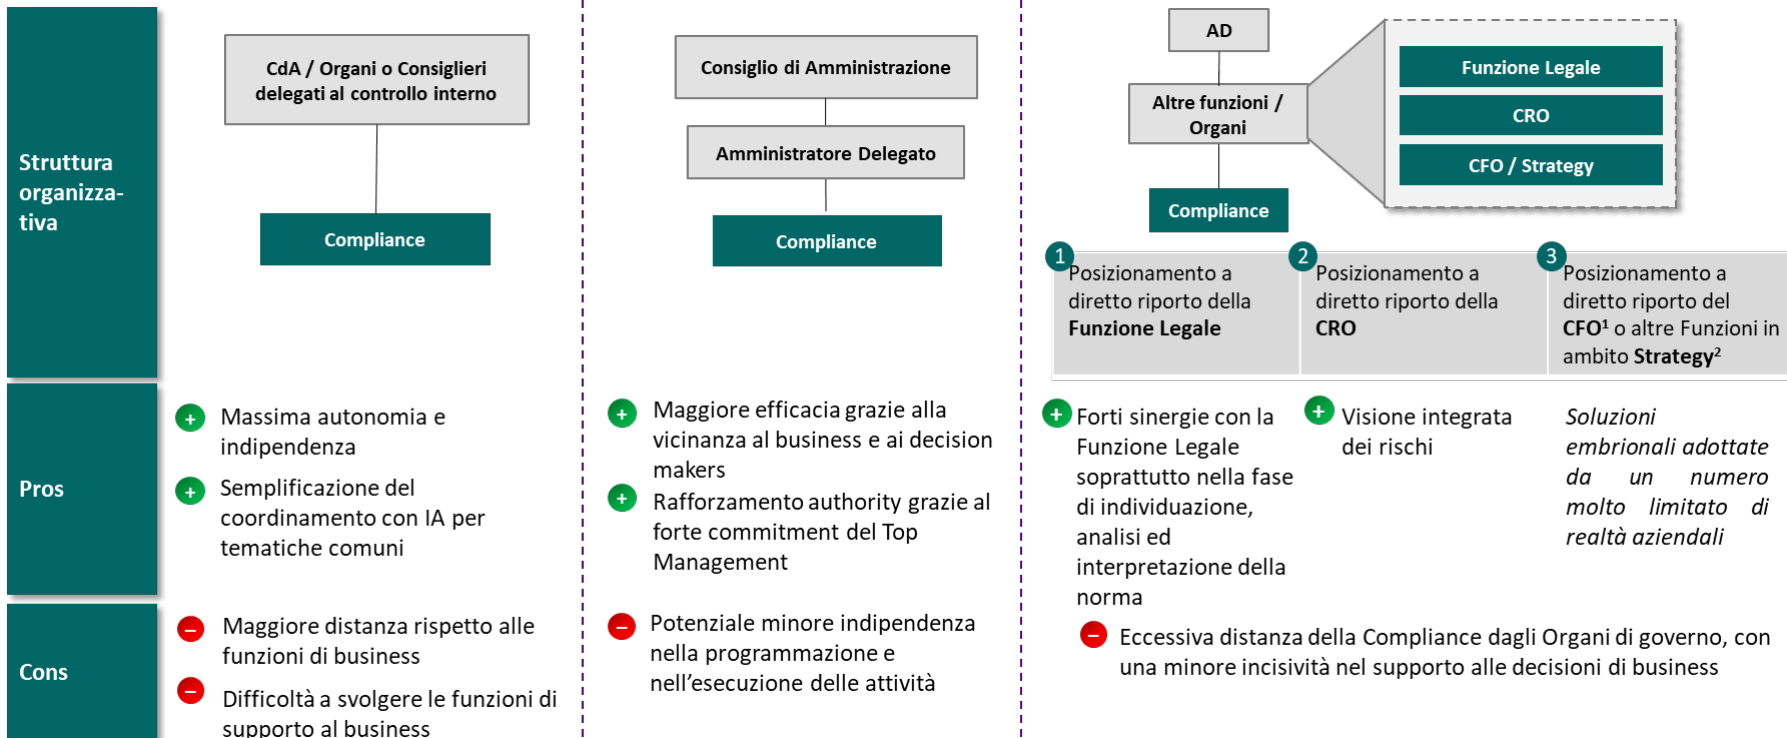 Struttura
organizza-
tiva
CdA / Organi o Consiglieri
delegati al controllo interno
Compliance
Consiglio di Amministrazione
Amministratore Delegato
Compliance
AD
Altre funzioni /
Organi
Compliance
Funzione Legale
CRO
CFO / Strategy
1
Posizionamento a
diretto riporto della
Funzione Legale
2
Posizionamento a
diretto riporto della
CRO
3
Posizionamento a
diretto riporto del
CFO¹ o altre Funzioni in
ambito Strategy²
Pros
+ Massima autonomia e
indipendenza
+ Semplificazione del
coordinamento con IA per
tematiche comuni
+ Maggiore efficacia grazie alla
vicinanza al business e ai decision
makers
+ Rafforzamento authority grazie al
forte commitment del Top
Management
+ Forti sinergie con la
Funzione Legale
soprattutto nella fase
di individuazione,
analisi ed
interpretazione della
norma
+ Visione integrata
dei rischi
Soluzioni
embrionali adottate
da un numero
molto limitato di
realtà aziendali
Cons
– Maggiore distanza rispetto alle
funzioni di business
– Difficoltà a svolgere le funzioni di
supporto al business
– Potenziale minore indipendenza
nella programmazione e
nell'esecuzione delle attività
– Eccessiva distanza della Compliance dagli Organi di governo, con
una minore incisività nel supporto alle decisioni di business